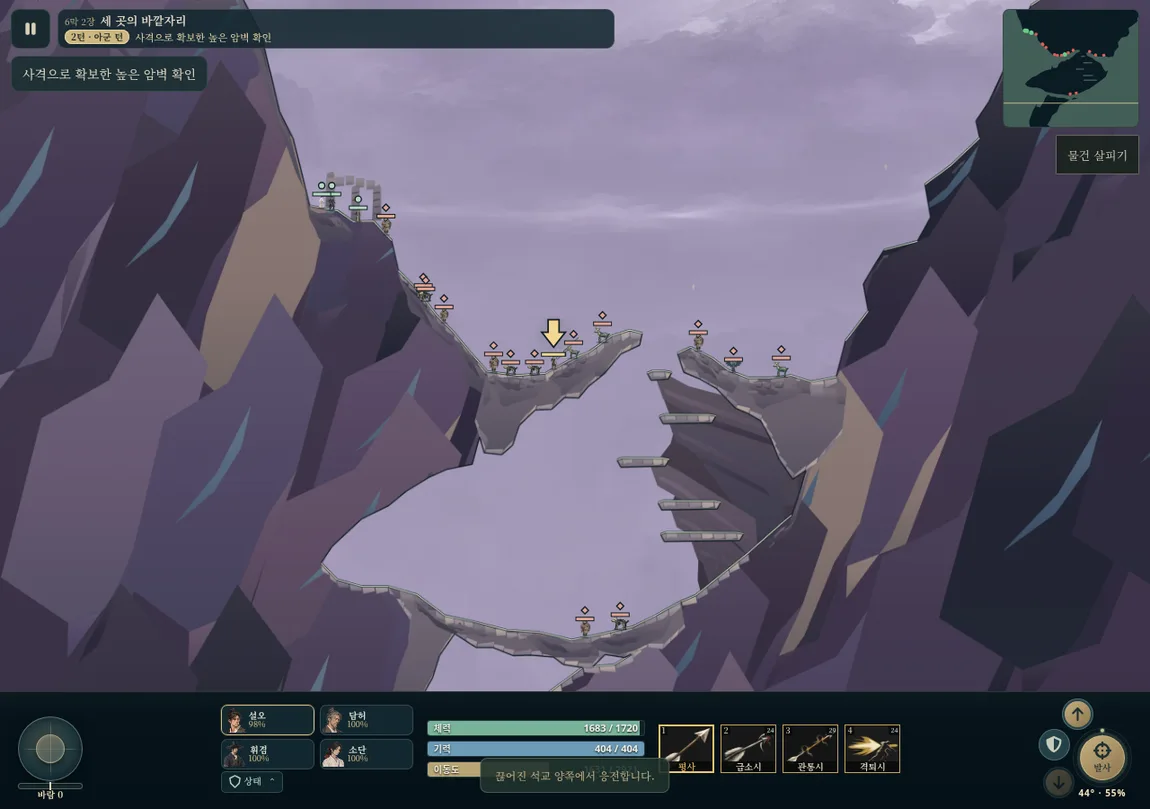 6막 2장 세 곳의 바깥자리
2턴 · 아군 턴 사격으로 확보한 높은 암벽 확인
사격으로 확보한 높은 암벽 확인
물건 살피기
설오
98%
담허
100%
휘겸
100%
소단
100%
상태
바람 0
체력 1683 / 1720
기력 404 / 404
이동도
끊어진 석교 양쪽에서 응전합니다.
1
평사
2 24
급소시
3 29
관통시
4 24
격퇴시
발사
44° · 55%